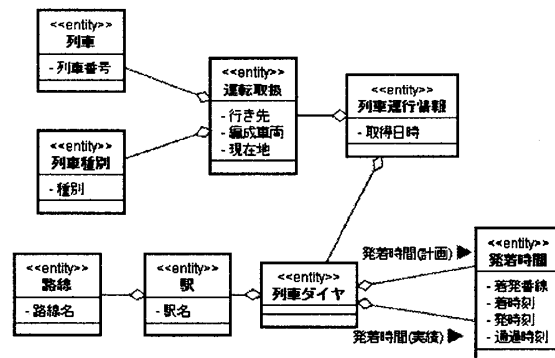 <<entity>>
列車
- 列車番号
<<entity>>
列車種別
- 種別
<<entity>>
運転取扱
- 行き先
- 編成車両
- 現在地
<<entity>>
列車運行情報
- 取得日時
<<entity>>
路線
- 路線名
<<entity>>
駅
- 駅名
<<entity>>
列車ダイヤ
発着時間(計画)
発着時間(実績)
<<entity>>
発着時間
- 着発番線
- 着時刻
- 発時刻
- 通過時刻